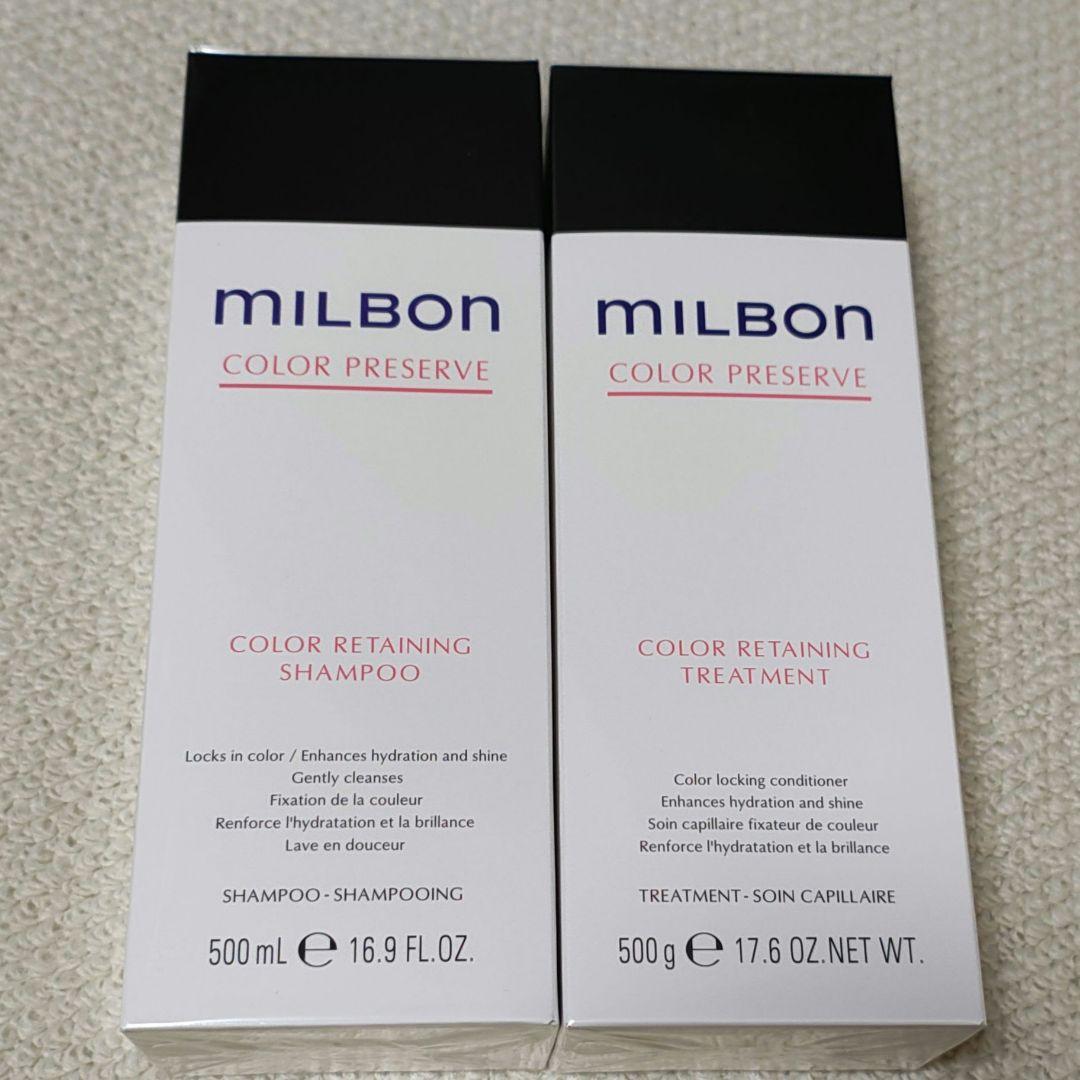 mILBon
COLOR PRESERVE
COLOR RETAINING
SHAMPOO
Locks in color / Enhances hydration and shine
Gently cleanses
Fixation de la couleur
Renforce l'hydratation et la brillance
Lave en douceur
SHAMPOO - SHAMPOOING
500 mL ℮ 16.9 FL.OZ.
mILBon
COLOR PRESERVE
COLOR RETAINING
TREATMENT
Color locking conditioner
Enhances hydration and shine
Soin capillaire fixateur de couleur
Renforce l'hydratation et la brillance
TREATMENT - SOIN CAPILLAIRE
500 g ℮ 17.6 OZ.NET WT.